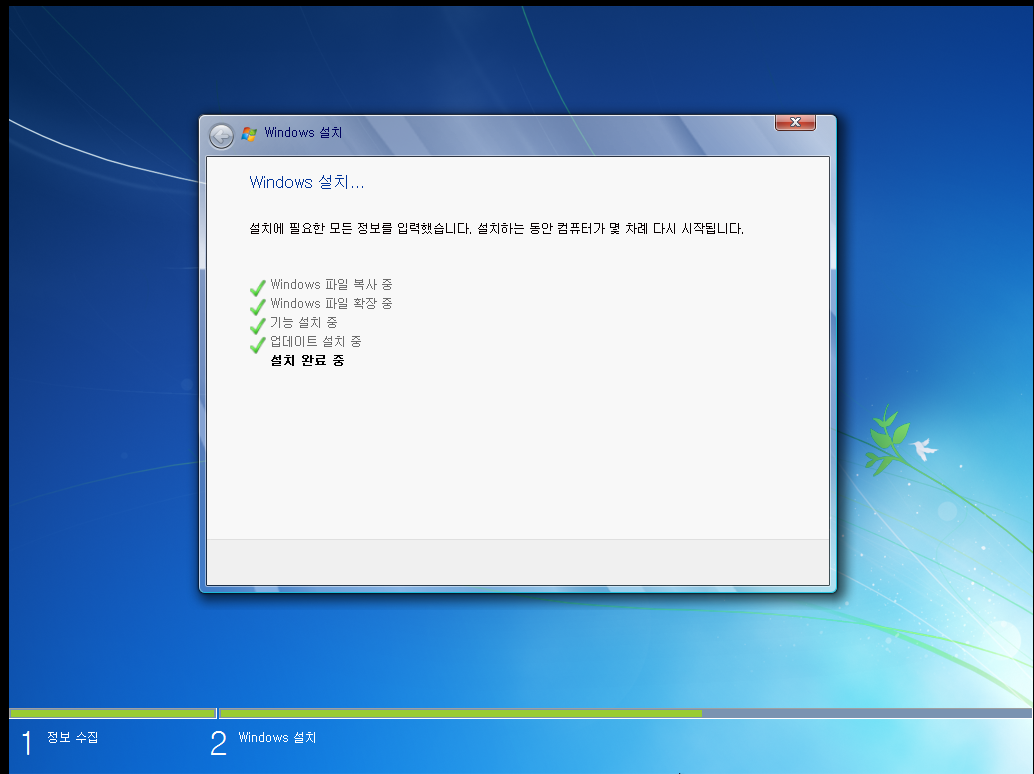 Windows 설치
Windows 설치...
설치에 필요한 모든 정보를 입력했습니다. 설치하는 동안 컴퓨터가 몇 차례 다시 시작됩니다.
Windows 파일 복사 중
Windows 파일 확장 중
기능 설치 중
업데이트 설치 중
설치 완료 중
1 정보 수집
2 Windows 설치